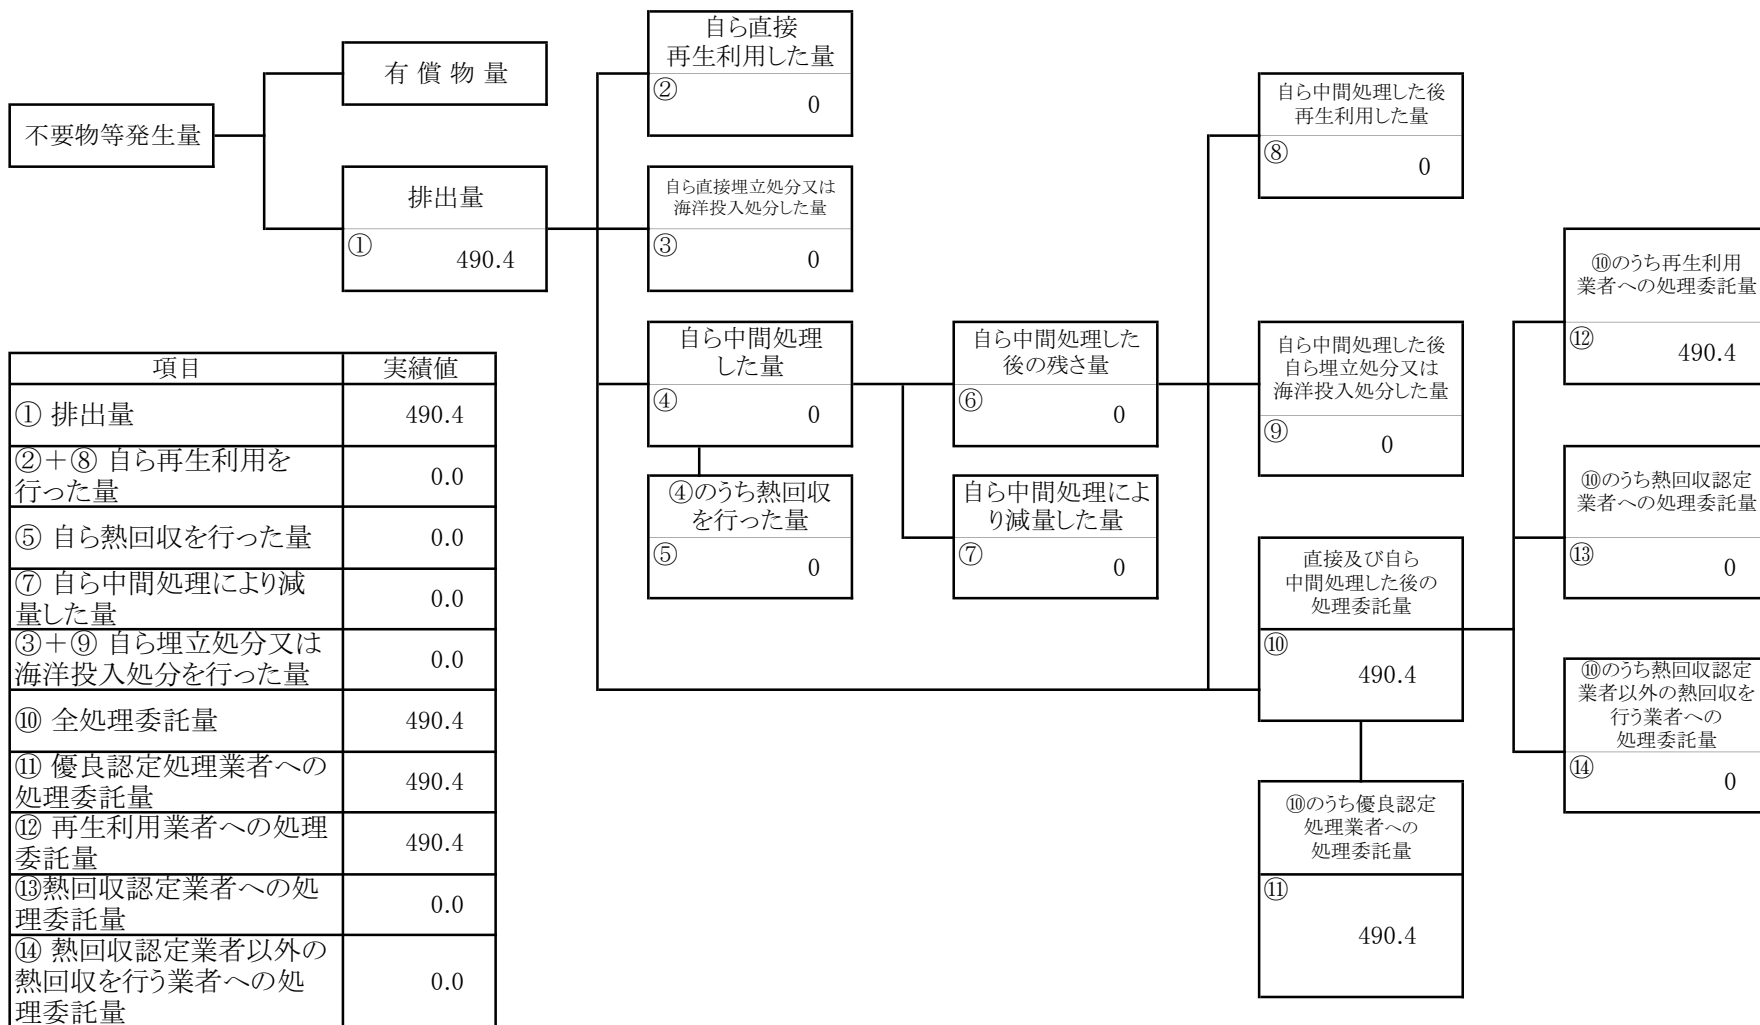 不要物等発生量
有 償 物 量
排出量
①
490.4
自ら直接
再生利用した量
②
0
自ら直接埋立処分又は
海洋投入処分した量
③
0
自ら中間処理
した量
④
0
④のうち熱回収
を行った量
⑤
0
自ら中間処理した
後の残さ量
⑥
0
自ら中間処理によ
り減量した量
⑦
0
自ら中間処理した後
再生利用した量
⑧
0
自ら中間処理した後
自ら埋立処分又は
海洋投入処分した量
⑨
0
直接及び自ら
中間処理した後の
処理委託量
⑩
490.4
⑩のうち優良認定
処理業者への
処理委託量
⑪
490.4
⑩のうち再生利用
業者への処理委託量
⑫
490.4
⑩のうち熱回収認定
業者への処理委託量
⑬
0
⑩のうち熱回収認定
業者以外の熱回収を
行う業者への
処理委託量
⑭
0
項目 実績値
① 排出量 490.4
②＋⑧ 自ら再生利用を
行った量 0.0
⑤ 自ら熱回収を行った量 0.0
⑦ 自ら中間処理により減
量した量 0.0
③＋⑨ 自ら埋立処分又は
海洋投入処分を行った量 0.0
⑩ 全処理委託量 490.4
⑪ 優良認定処理業者への
処理委託量 490.4
⑫ 再生利用業者への処理
委託量 490.4
⑬熱回収認定業者への処
理委託量 0.0
⑭ 熱回収認定業者以外の
熱回収を行う業者への処
理委託量 0.0